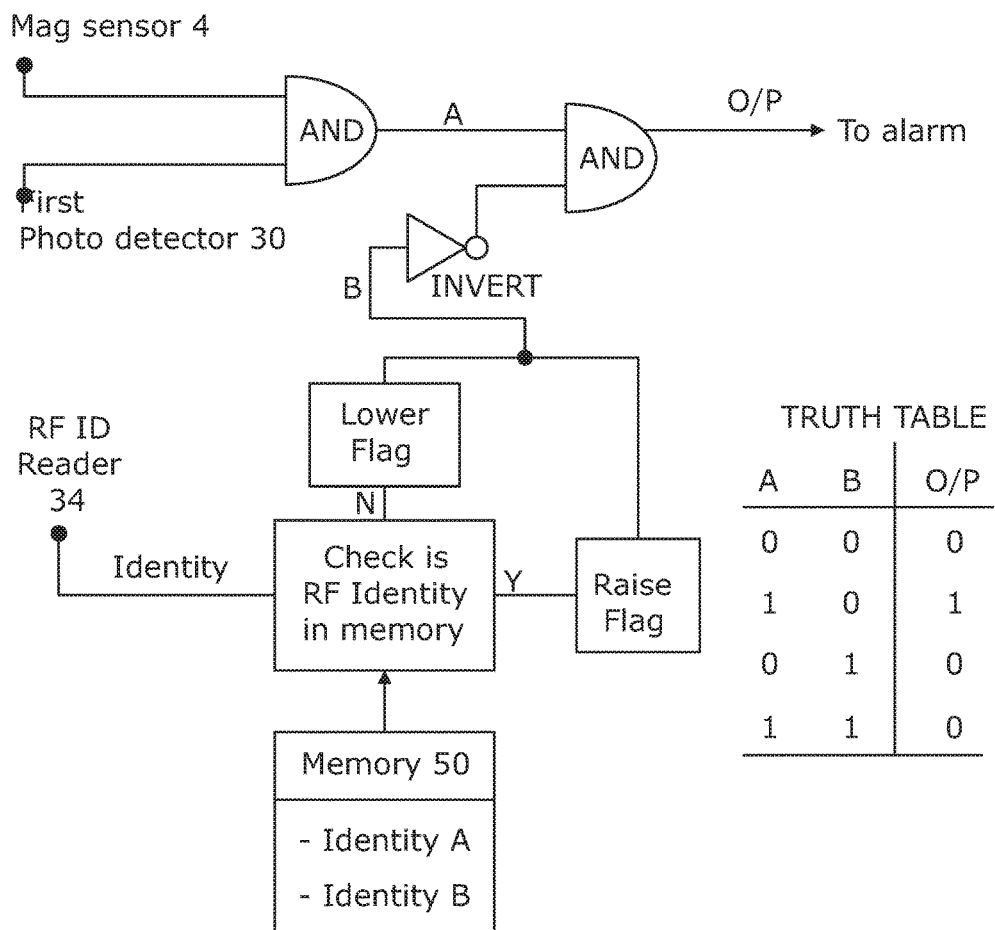 Mag sensor 4
AND
A
AND
O/P
To alarm
First
Photo detector 30
B
INVERT
Lower
Flag
N
RF ID
Reader
34
Identity
Check is
RF Identity
in memory
Y
Raise
Flag
Memory 50
- Identity A
- Identity B
TRUTH TABLE
A B O/P
0 0 0
1 0 1
0 1 0
1 1 0